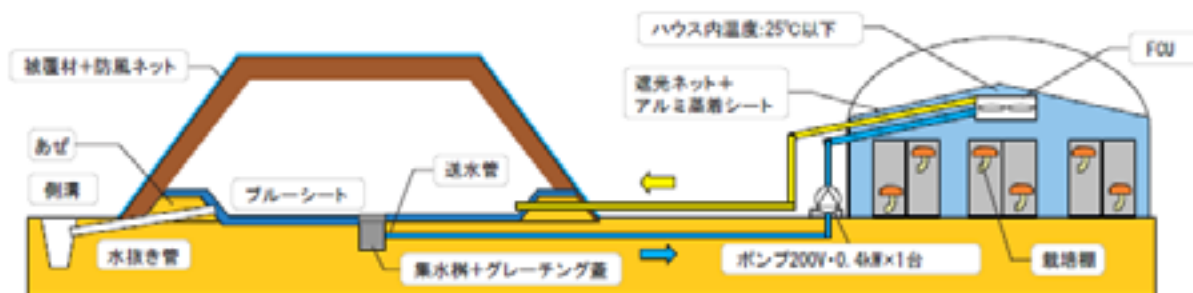 ハウス内温度:25℃以下
FCU
被覆材+防風ネット
遮光ネット+
アルミ蒸着シート
あぜ
送水管
側溝
ブルーシート
水抜き管
集水桝+グレーチング蓋
ポンプ200V・0.4kW×1台
栽培棚